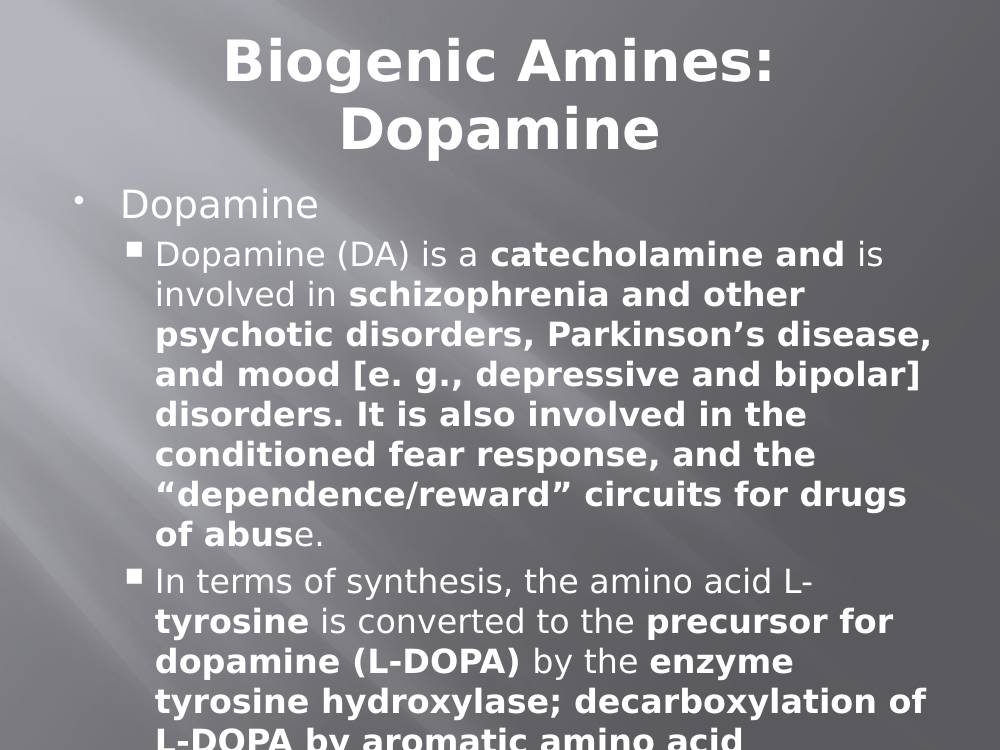 Biogenic Amines:
Dopamine
• Dopamine
■ Dopamine (DA) is a catecholamine and is
involved in schizophrenia and other
psychotic disorders, Parkinson’s disease,
and mood [e. g., depressive and bipolar]
disorders. It is also involved in the
conditioned fear response, and the
“dependence/reward” circuits for drugs
of abuse.
■ In terms of synthesis, the amino acid L-
tyrosine is converted to the precursor for
dopamine (L-DOPA) by the enzyme
tyrosine hydroxylase; decarboxylation of
L-DOPA by aromatic amino acid